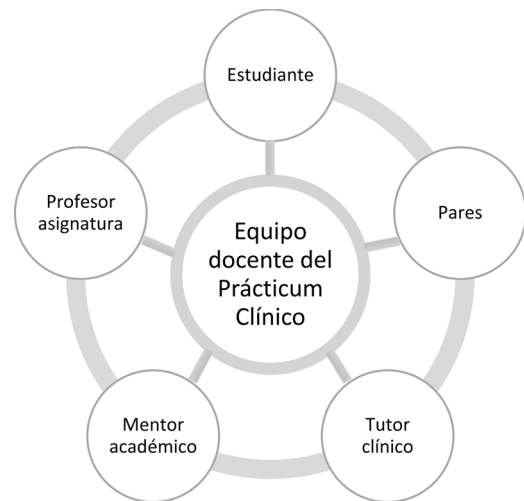 Estudiante
Profesor
asignatura
Pares
Equipo
docente del
Prácticum
Clínico
Mentor
académico
Tutor
clínico